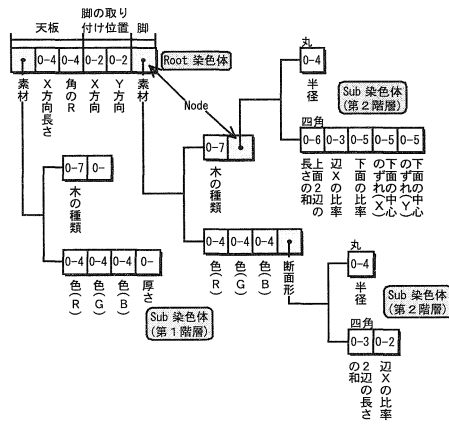 天板
脚の取り付け位置
脚
0-4
0-4
0-2
0-2
Root 染色体
素材
X方向長さ
角のR
X方向
Y方向
素材
Node
丸
0-4
半径
Sub 染色体
(第2階層)
四角
0-6
0-3
0-5
0-5
0-5
上面2辺の長さの和
辺Xの比率
下面の比率
下面の中心のずれ(X)
下面の中心のずれ(Y)
0-7
0-
木の種類
0-7
木の種類
0-4
0-4
0-4
0-
色(R)
色(G)
色(B)
厚さ
Sub 染色体
(第1階層)
0-4
0-4
0-4
色(R)
色(G)
色(B)
断面形
丸
0-4
半径
Sub 染色体
(第2階層)
四角
0-3
0-2
2辺の長さの和
辺Xの比率